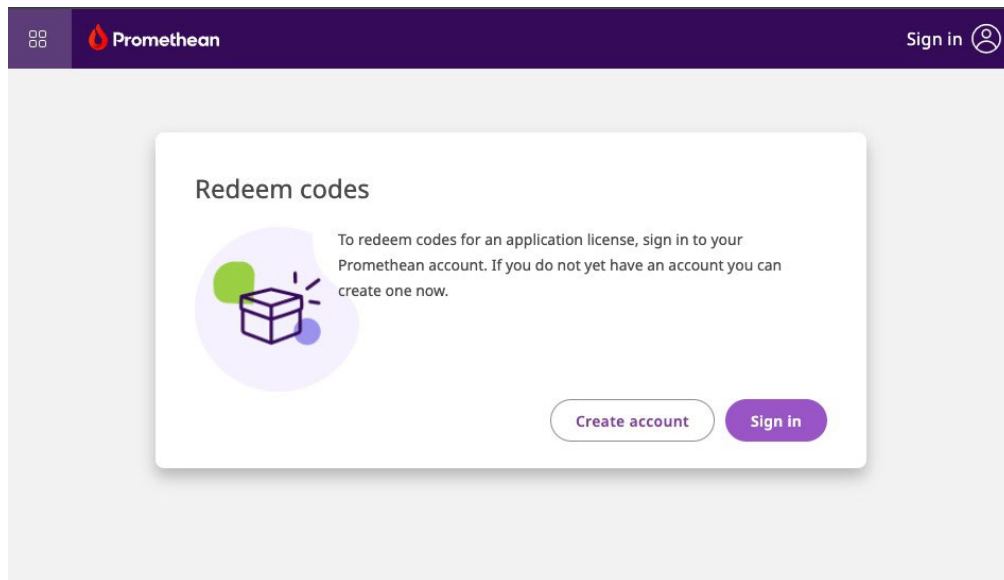 Promethean
Sign in
Redeem codes
To redeem codes for an application license, sign in to your
Promethean account. If you do not yet have an account you can
create one now.
Create account
Sign in